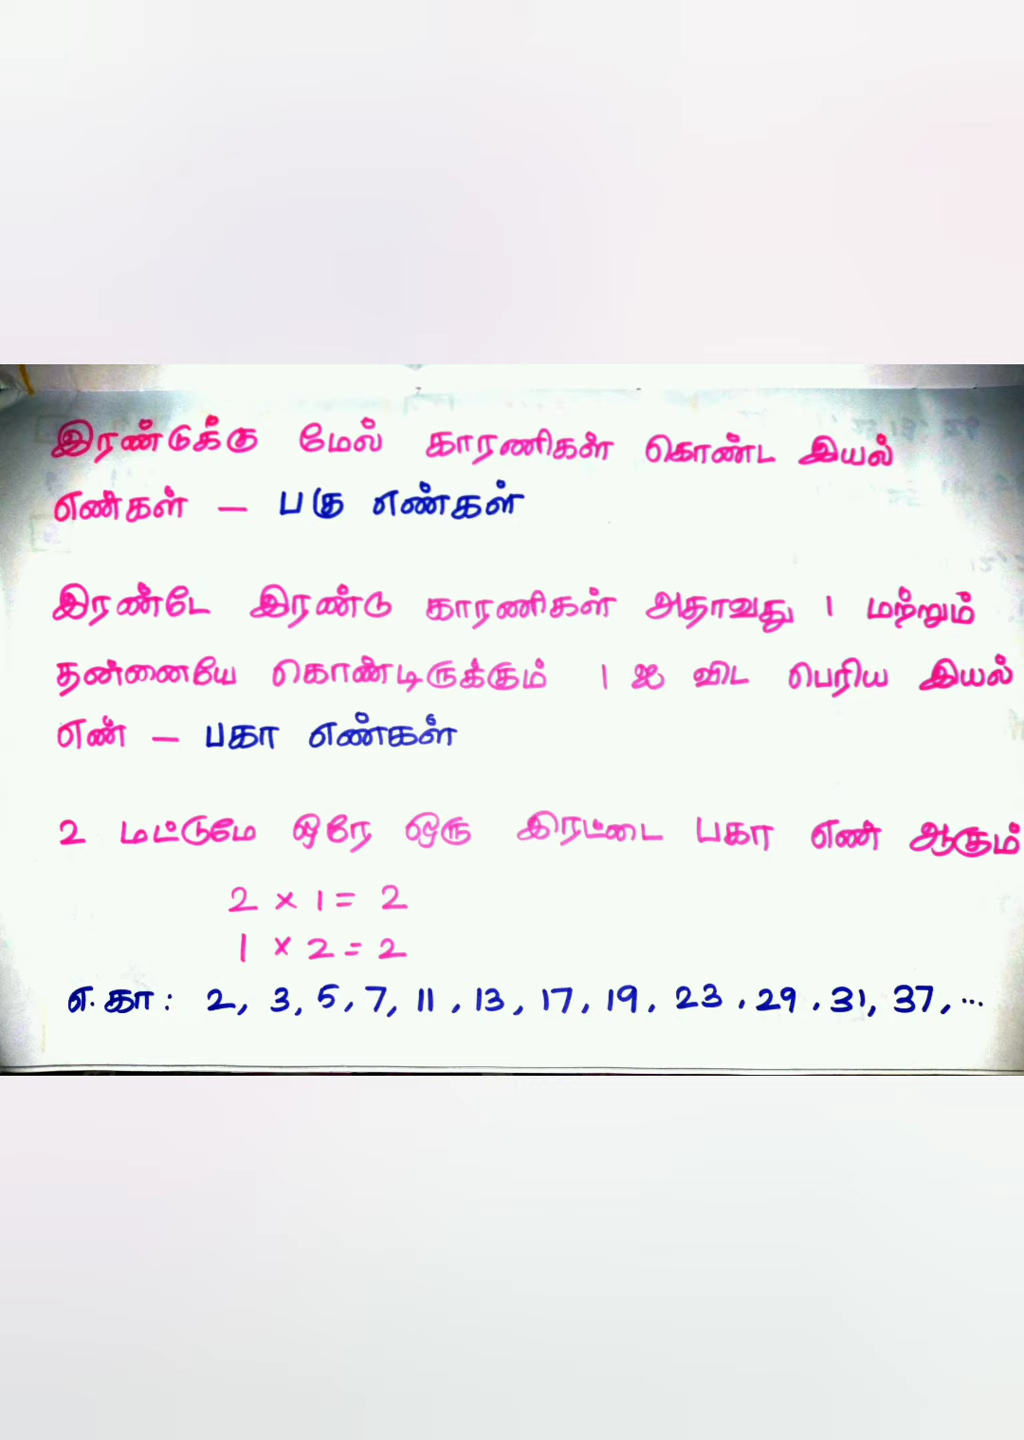 இரண்டுக்கு மேல் காரணிகள் கொண்ட இயல்
எண்கள் – பகு எண்கள்
இரண்டே இரண்டு காரணிகள் அதாவது 1 மற்றும்
தன்னையே கொண்டிருக்கும் 1 ஐ விட பெரிய இயல்
எண் – பகா எண்கள்
2 மட்டுமே ஒரே ஒரு இரட்டை பகா எண் ஆகும்
2 × 1 = 2
1 × 2 = 2
எ.கா : 2, 3, 5, 7, 11, 13, 17, 19, 23, 29, 31, 37, ...